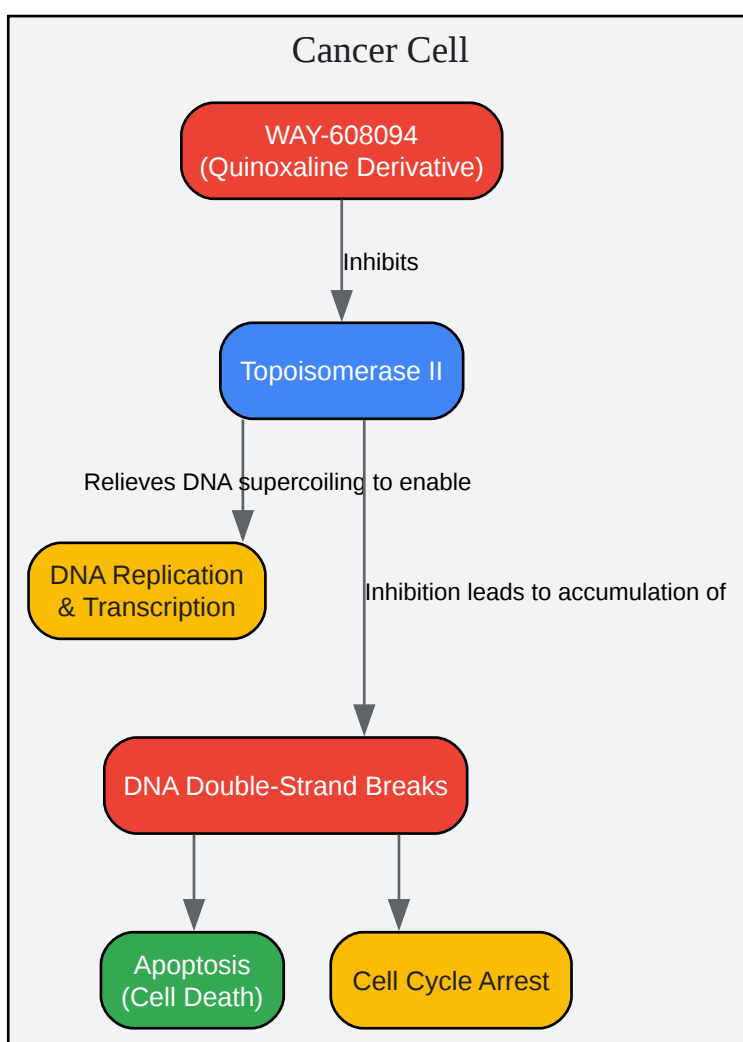 Cancer Cell
WAY-608094
(Quinoxaline Derivative)
Inhibits
Topoisomerase II
Relieves DNA supercoiling to enable
DNA Replication
& Transcription
Inhibition leads to accumulation of
DNA Double-Strand Breaks
Apoptosis
(Cell Death)
Cell Cycle Arrest